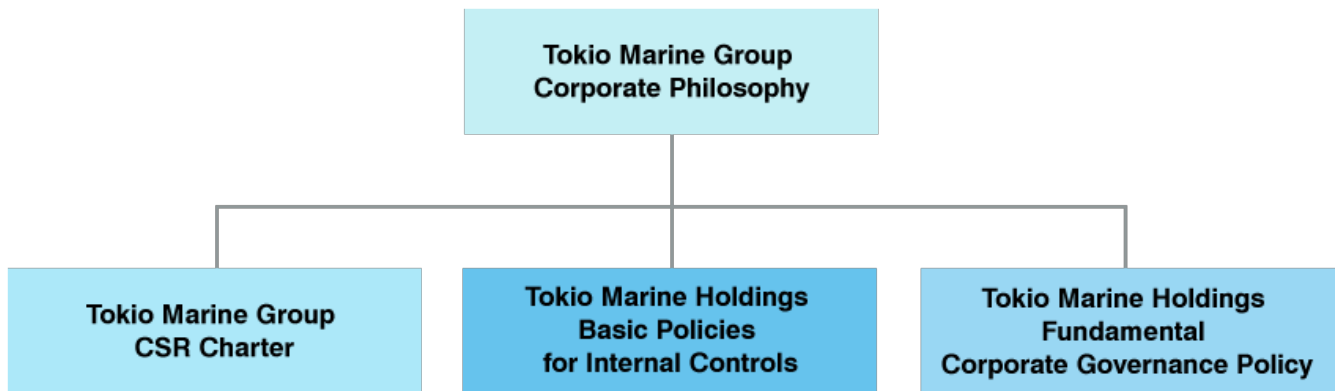 Tokio Marine Group
Corporate Philosophy
Tokio Marine Group
CSR Charter
Tokio Marine Holdings
Basic Policies
for Internal Controls
Tokio Marine Holdings
Fundamental
Corporate Governance Policy